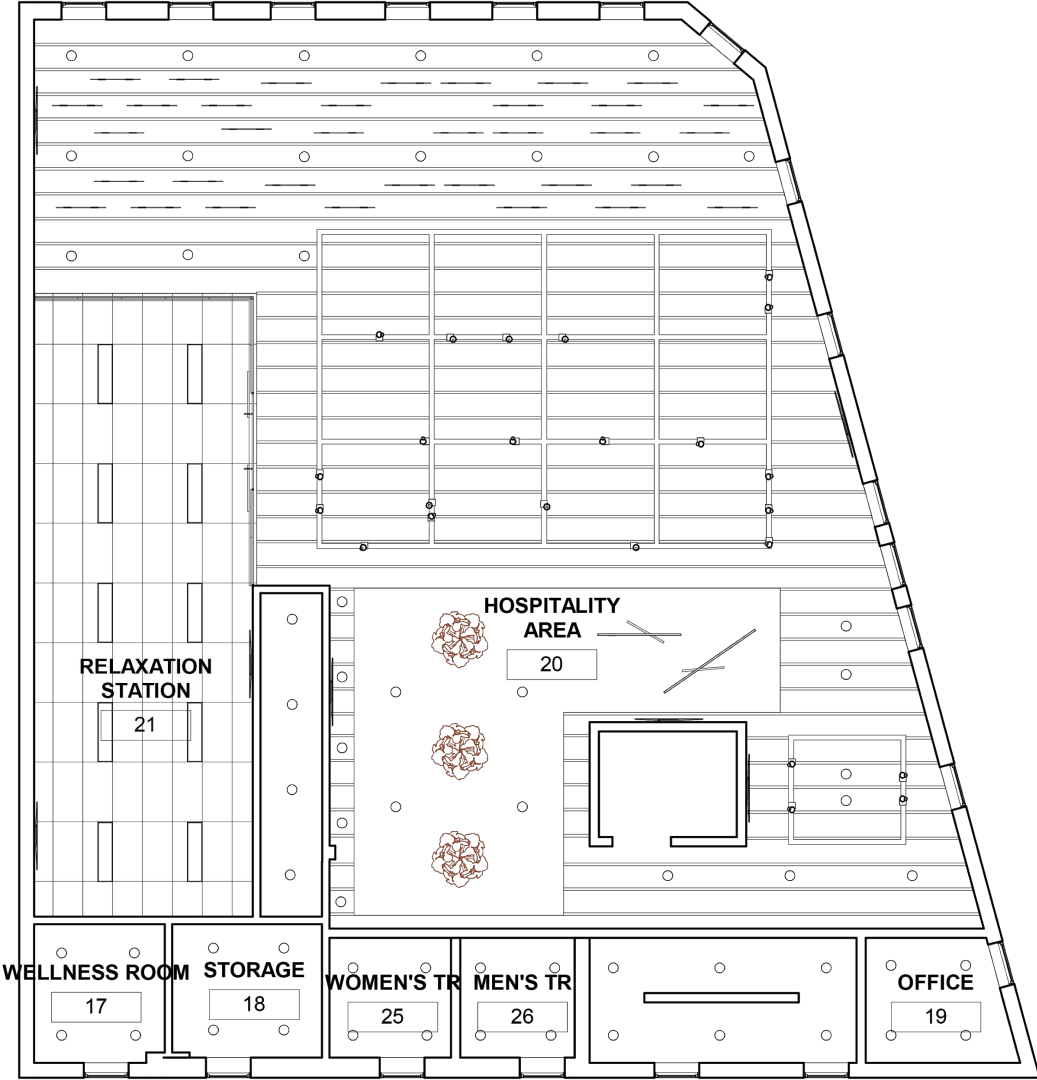 HOSPITALITY
AREA
20
RELAXATION
STATION
21
WELLNESS ROOM
17
STORAGE
18
WOMEN'S TR
25
MEN'S TR
26
OFFICE
19